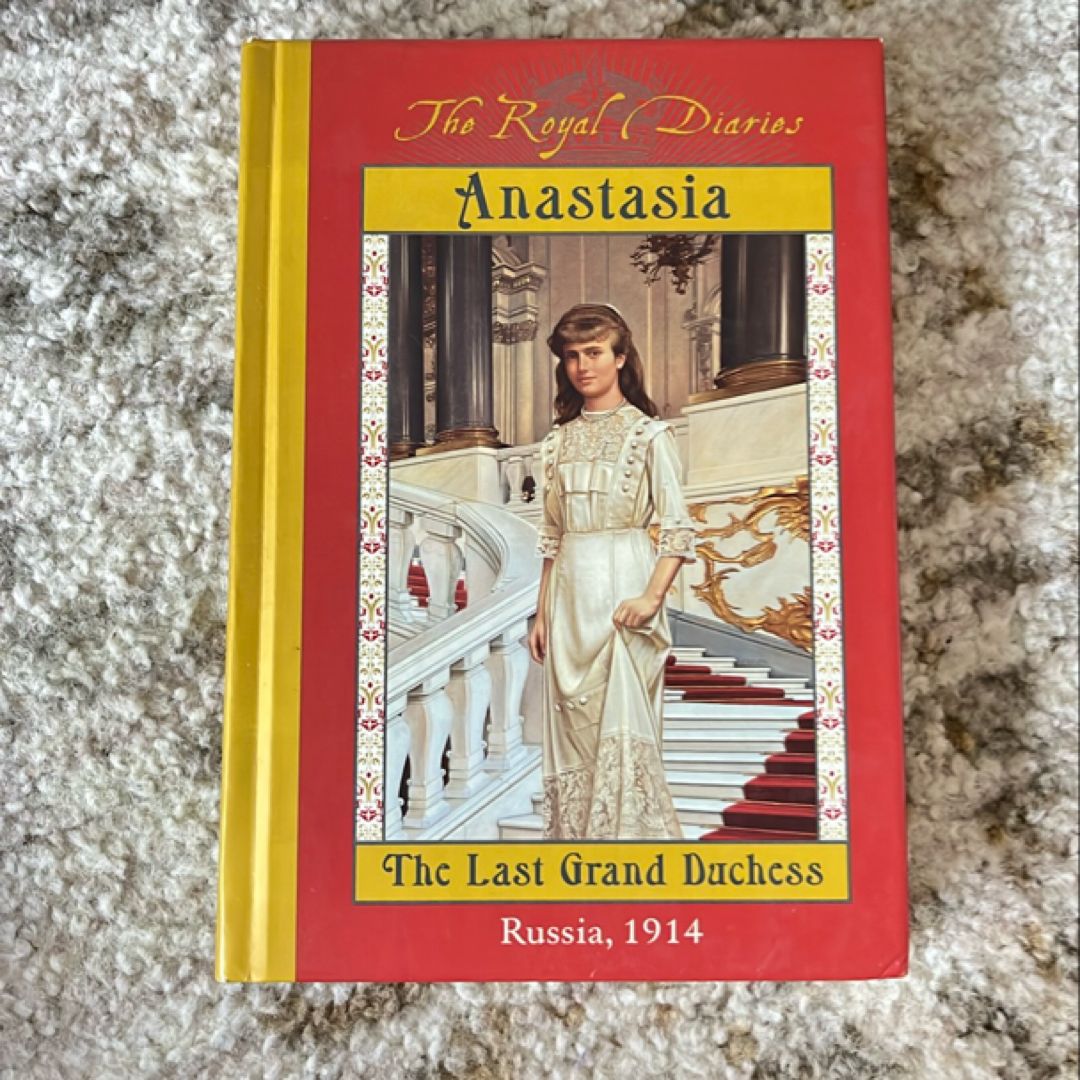 The Royal Diaries
Anastasia
The Last Grand Duchess
Russia, 1914